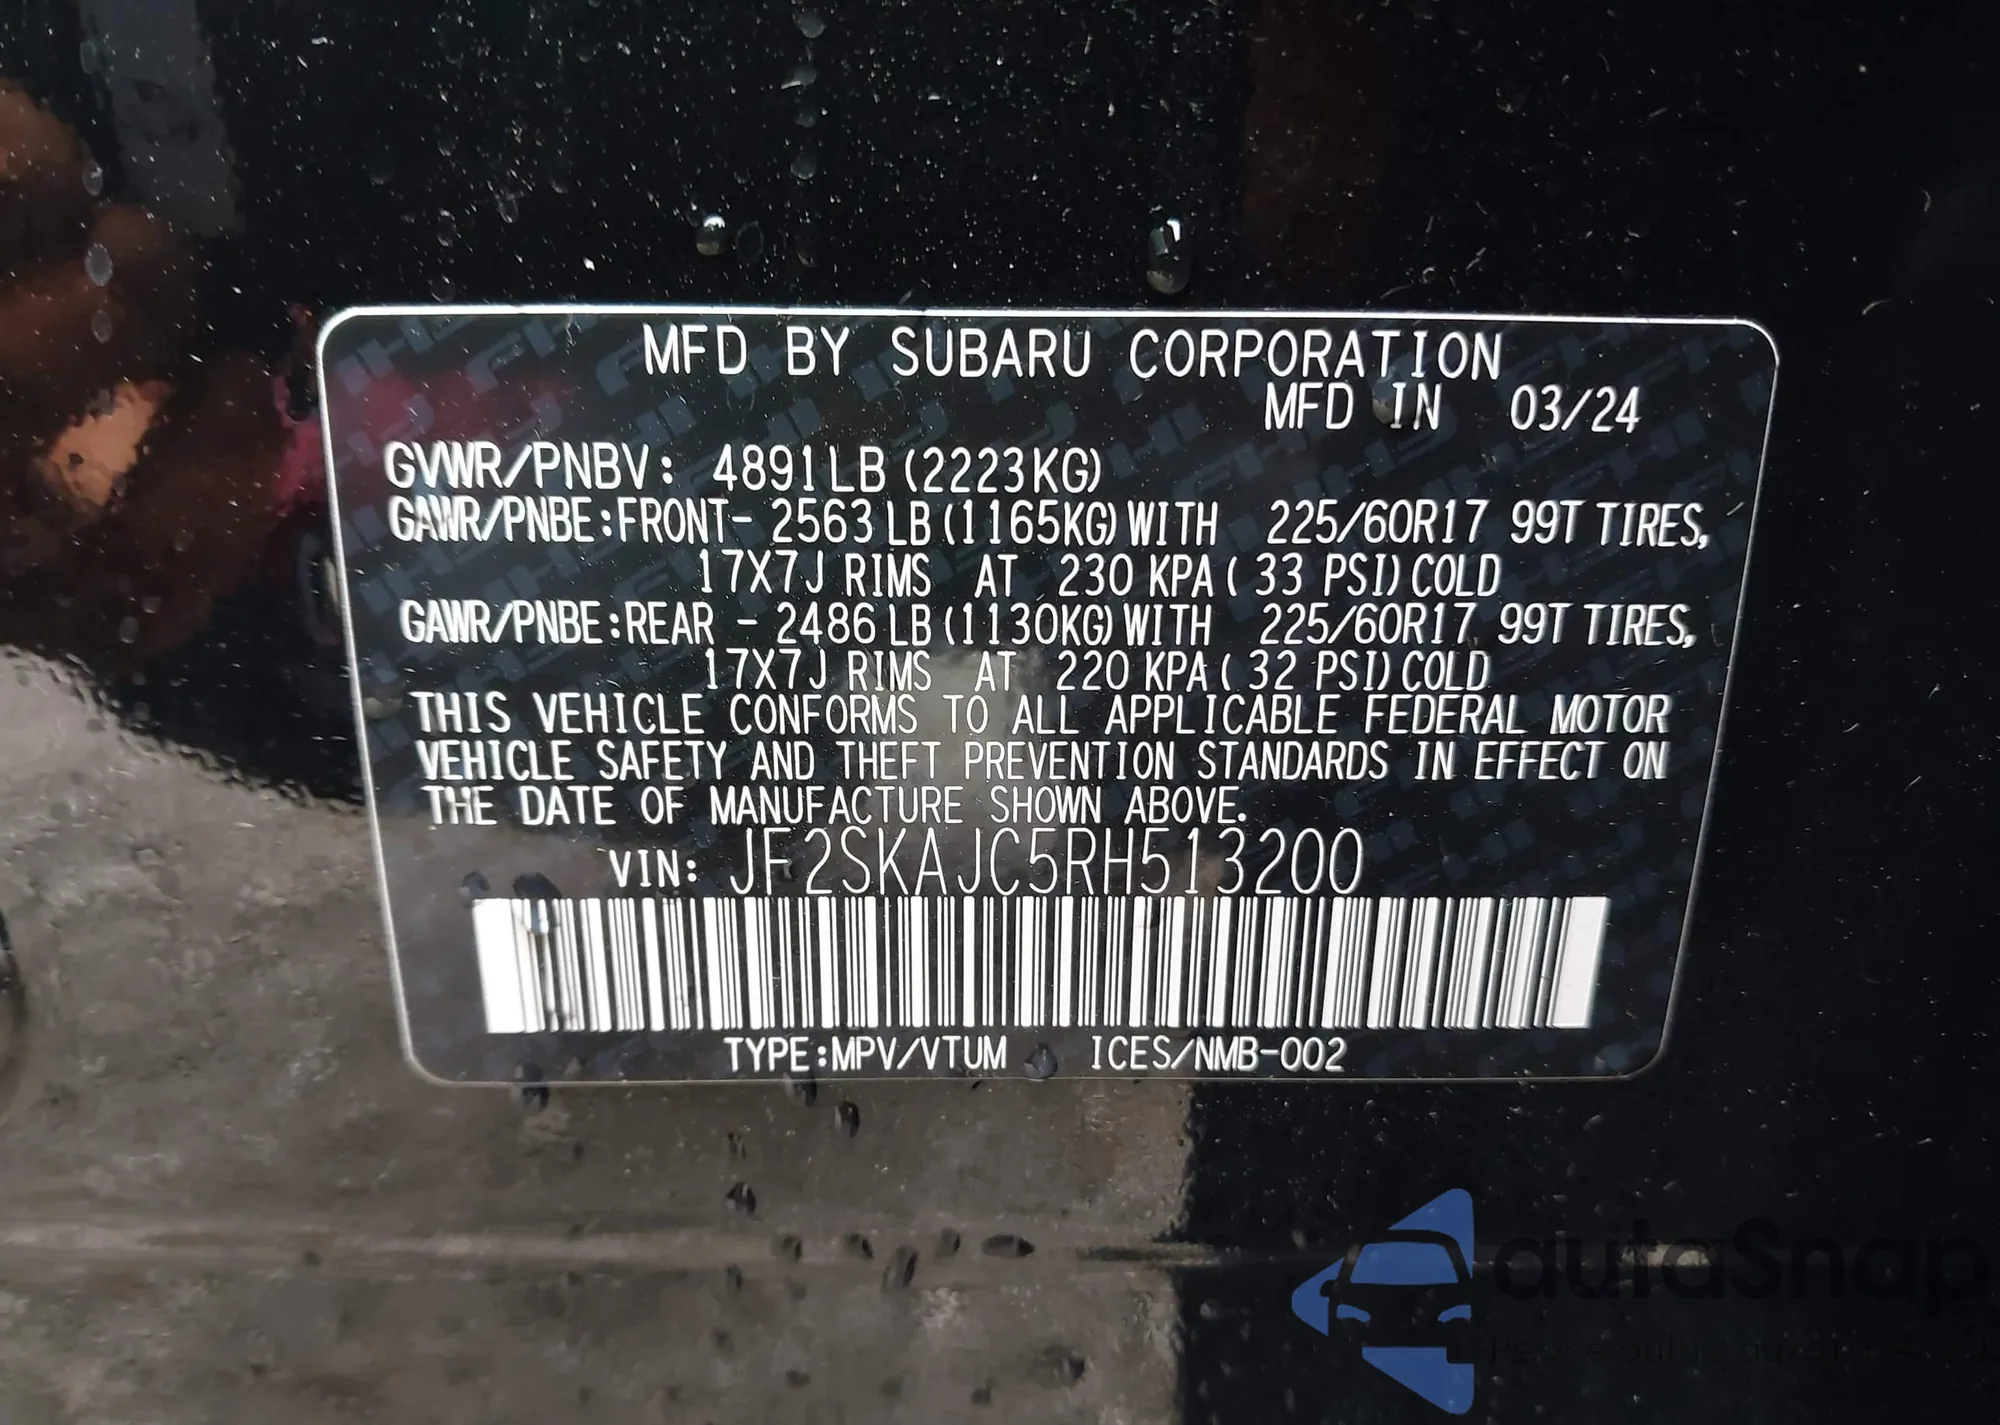 MFD BY SUBARU CORPORATION
MFD IN 03/24
GVWR/PNBV: 4891LB (2223KG)
GAWR/PNBE:FRONT- 2563 LB (1165KG) WITH 225/60R17 99T TIRES,
17X7J RIMS AT 230 KPA ( 33 PSI) COLD
GAWR/PNBE:REAR - 2486 LB (1130KG) WITH 225/60R17 99T TIRES,
17X7J RIMS AT 220 KPA ( 32 PSI) COLD
THIS VEHICLE CONFORMS TO ALL APPLICABLE FEDERAL MOTOR
VEHICLE SAFETY AND THEFT PREVENTION STANDARDS IN EFFECT ON
THE DATE OF MANUFACTURE SHOWN ABOVE.
VIN: JF2SKAJC5RH513200
TYPE:MPV/VTUM ICES/NMB-002
autaSnap